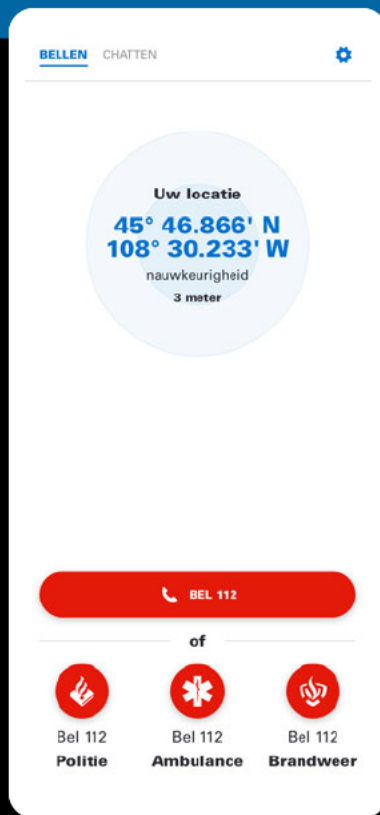 BELLEN CHATTEN
Uw locatie
45° 46.866' N
108° 30.233' W
nauwkeurigheid
3 meter
BEL 112
of
Bel 112 Bel 112 Bel 112
Politie Ambulance Brandweer